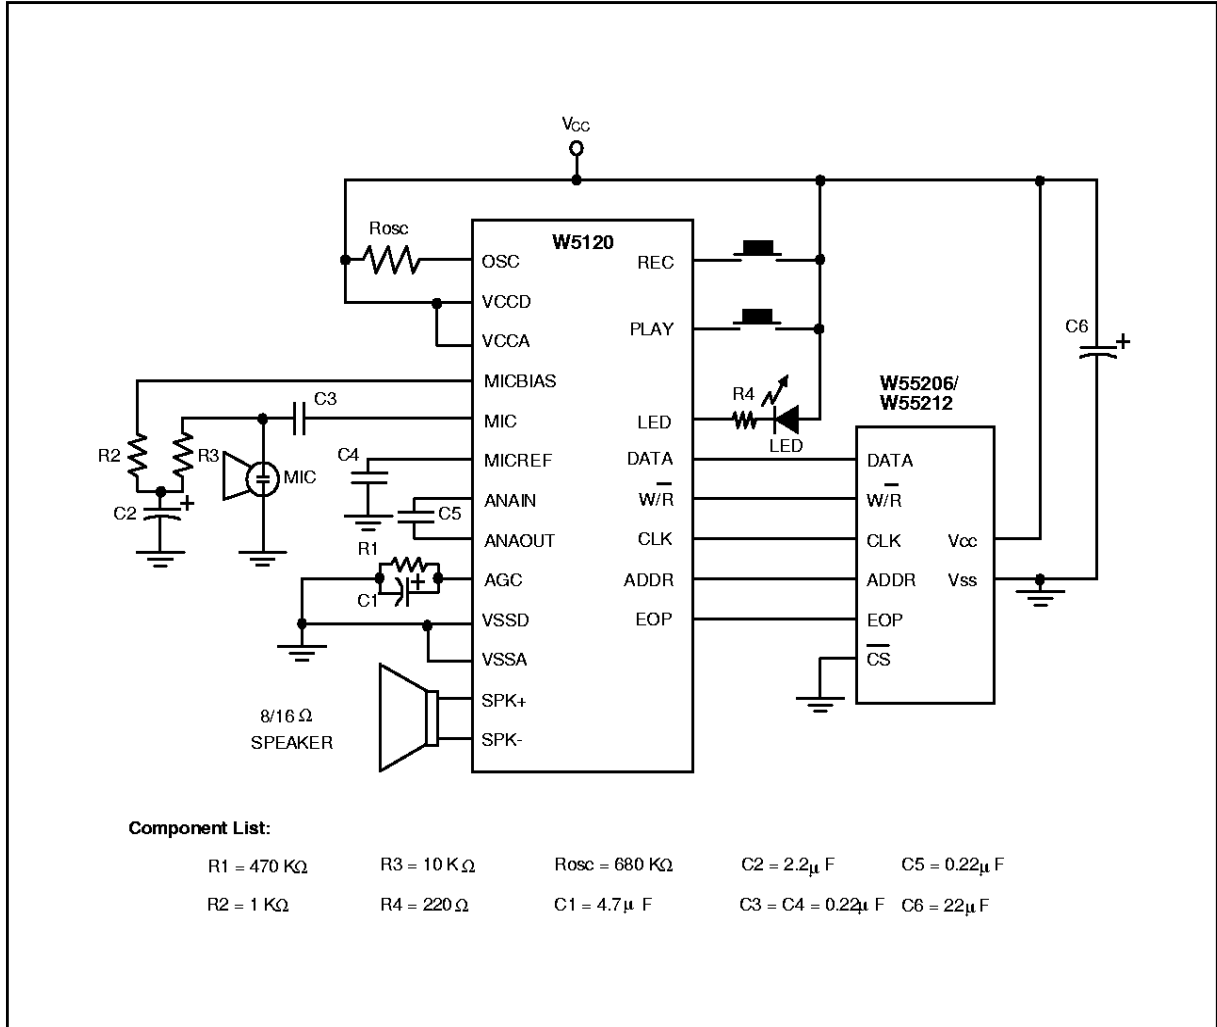 VCC
Rosc
W5120
OSC
REC
VCCD
VCCA
PLAY
C6
+
MICBIAS
W55206/
W55212
C3
R4
MIC
LED
LED
R2
R3
MIC
C4
MICREF
DATA
DATA
C2
+
ANAIN
W/R
W/R
C5
ANAOUT
CLK
CLK
Vcc
R1
+
C1
AGC
ADDR
ADDR
Vss
VSSD
EOP
EOP
VSSA
CS
SPK+
8/16 Ω
SPEAKER
SPK-
Component List:
R1 = 470 KΩ R3 = 10 K Ω Rosc = 680 KΩ C2 = 2.2μ F C5 = 0.22μ F
R2 = 1 KΩ R4 = 220 Ω C1 = 4.7μ F C3 = C4 = 0.22μ F C6 = 22μ F